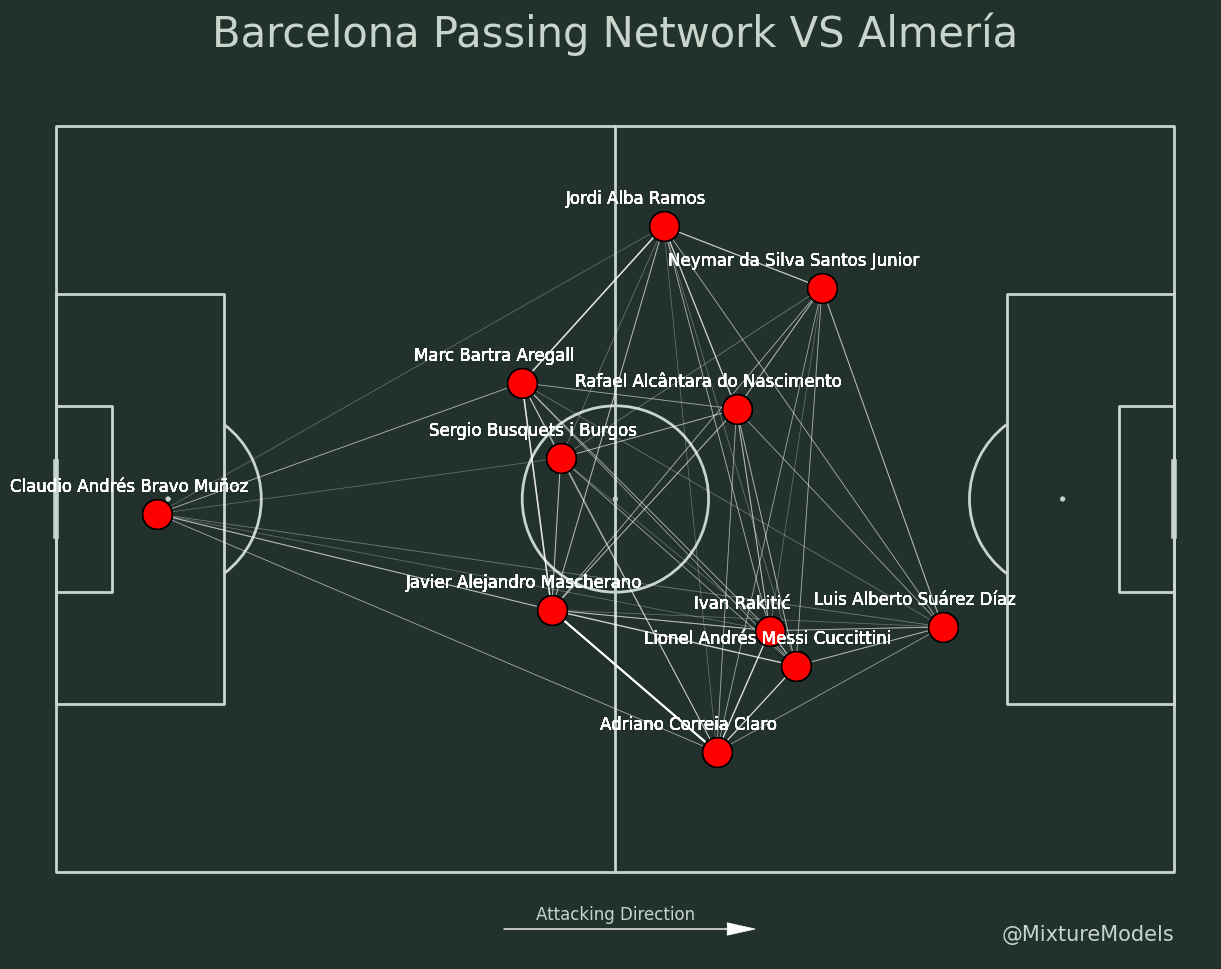 Barcelona Passing Network VS Almería
Jordi Alba Ramos
Neymar da Silva Santos Junior
Marc Bartra Aregall
Rafael Alcântara do Nascimento
Sergio Busquets i Burgos
Claudio Andrés Bravo Muñoz
Javier Alejandro Mascherano
Ivan Rakitić
Luis Alberto Suárez Díaz
Lionel Andrés Messi Cuccittini
Adriano Correia Claro
Attacking Direction
@MixtureModels